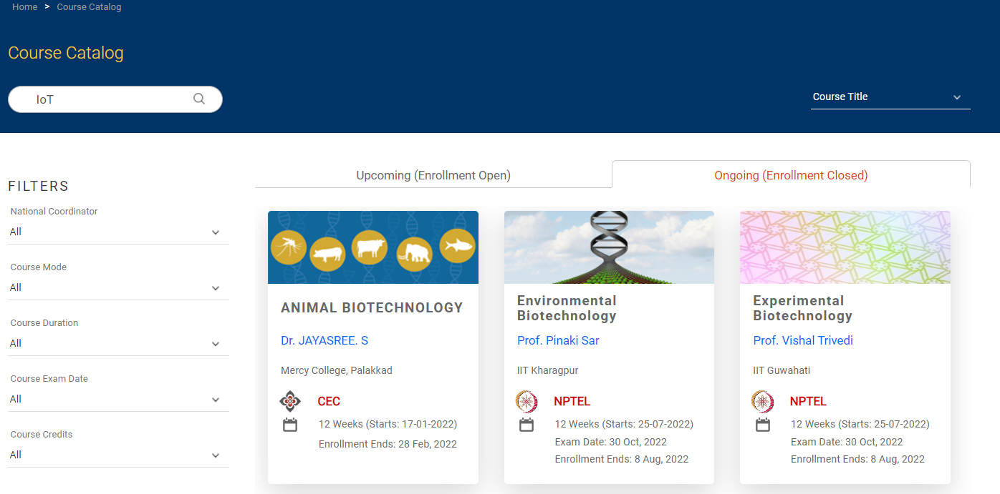 Home > Course Catalog
Course Catalog
IoT
Course Title
FILTERS
National Coordinator
All
Course Mode
All
Course Duration
All
Course Exam Date
All
Course Credits
All
Upcoming (Enrollment Open)
Ongoing (Enrollment Closed)
ANIMAL BIOTECHNOLOGY
Dr. JAYASREE. S
Mercy College, Palakkad
CEC
12 Weeks (Starts: 17-01-2022)
Enrollment Ends: 28 Feb, 2022
Environmental
Biotechnology
Prof. Pinaki Sar
IIT Kharagpur
NPTEL
12 Weeks (Starts: 25-07-2022)
Exam Date: 30 Oct, 2022
Enrollment Ends: 8 Aug, 2022
Experimental
Biotechnology
Prof. Vishal Trivedi
IIT Guwahati
NPTEL
12 Weeks (Starts: 25-07-2022)
Exam Date: 30 Oct, 2022
Enrollment Ends: 8 Aug, 2022